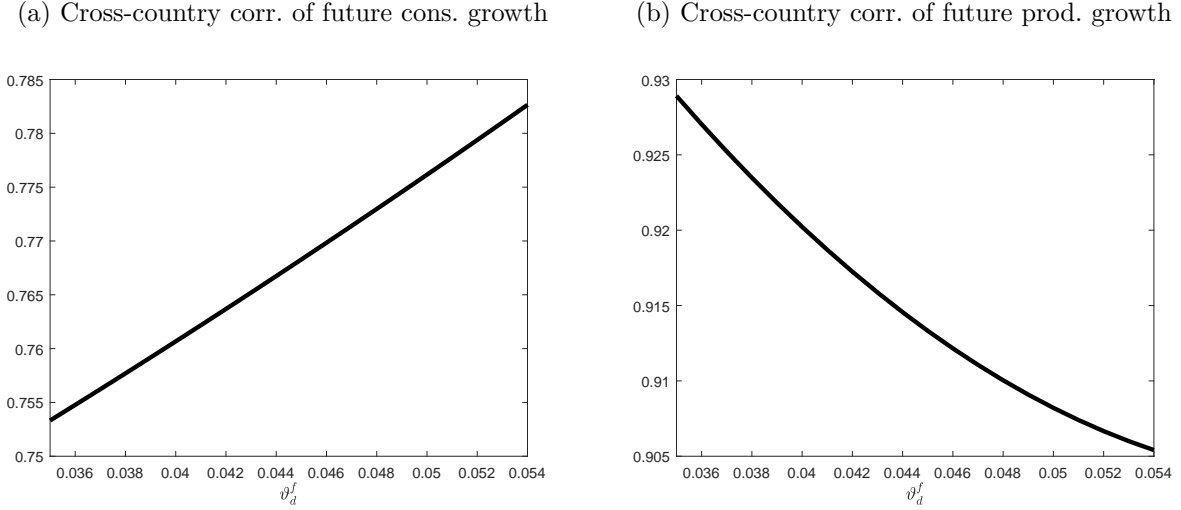 (a) Cross-country corr. of future cons. growth
0.785
0.78
0.775
0.77
0.765
0.76
0.755
0.75
0.036 0.038 0.04 0.042 0.044 0.046 0.048 0.05 0.052 0.054
ϑ_d^f
(b) Cross-country corr. of future prod. growth
0.93
0.925
0.92
0.915
0.91
0.905
0.036 0.038 0.04 0.042 0.044 0.046 0.048 0.05 0.052 0.054
ϑ_d^f